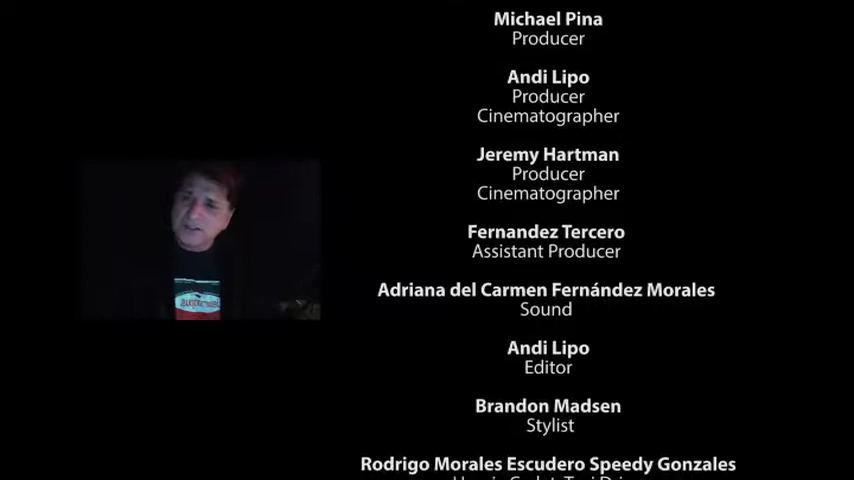 Michael Pina
Producer
Andi Lipo
Producer
Cinematographer
Jeremy Hartman
Producer
Cinematographer
Fernandez Tercero
Assistant Producer
Adriana del Carmen Fernández Morales
Sound
Andi Lipo
Editor
Brandon Madsen
Stylist
Rodrigo Morales Escudero Speedy Gonzales